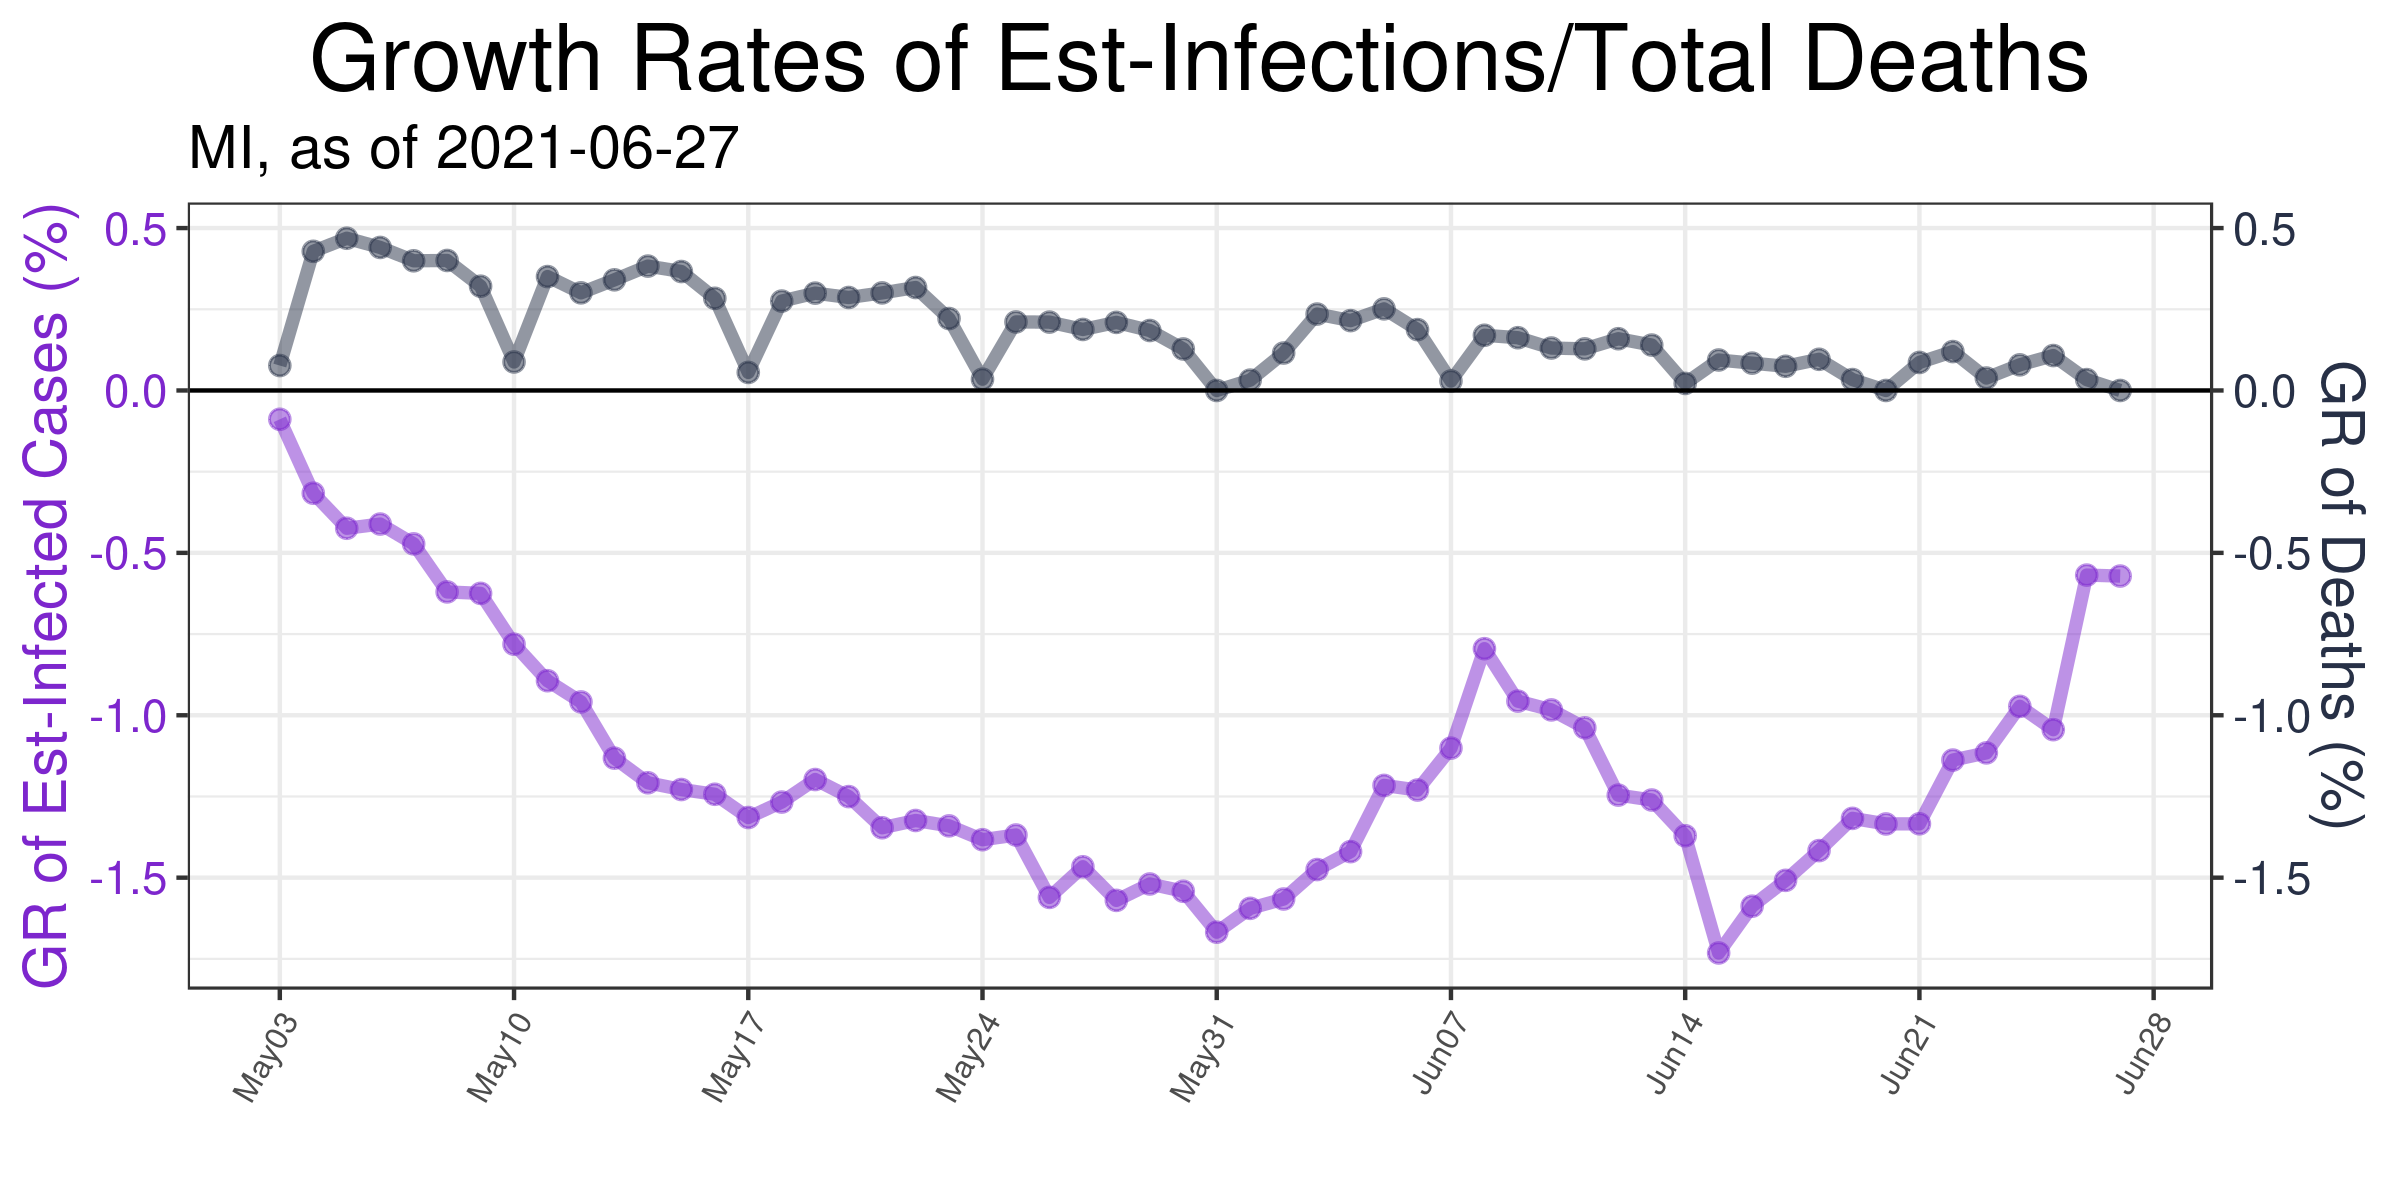 Growth Rates of Est-Infections/Total Deaths
MI, as of 2021-06-27
GR of Est-Infected Cases (%)
0.5
0.0
-0.5
-1.0
-1.5
0.5
0.0
-0.5
-1.0
-1.5
GR of Deaths (%)
May03
May10
May17
May24
May31
Jun07
Jun14
Jun21
Jun28